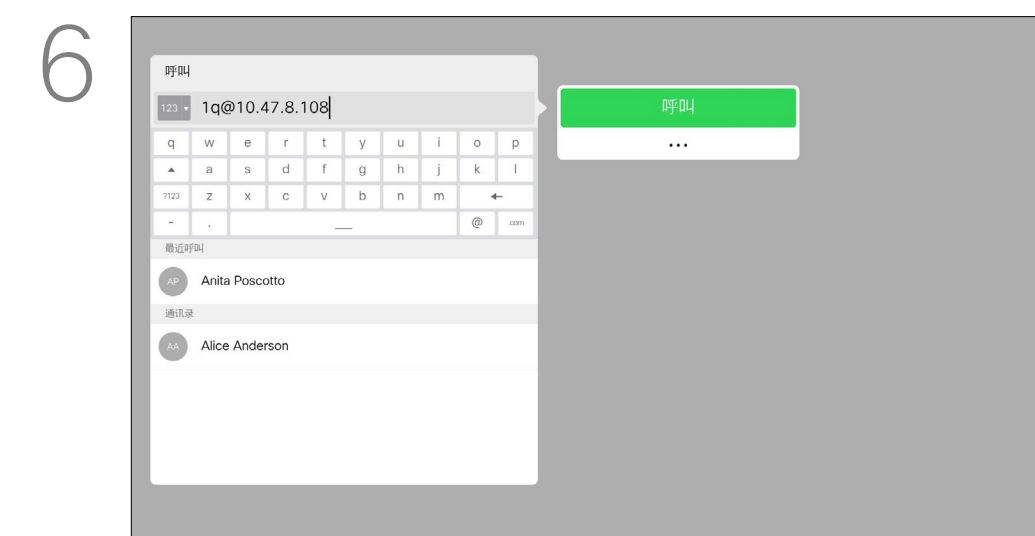 6
呼叫
123 1q@10.47.8.108
呼叫
...
q w e r t y u i o p
a s d f g h j k l
?123 z x c v b n m
- . @ .com
最近呼叫
AP Anita Poscotto
通讯录
AA Alice Anderson